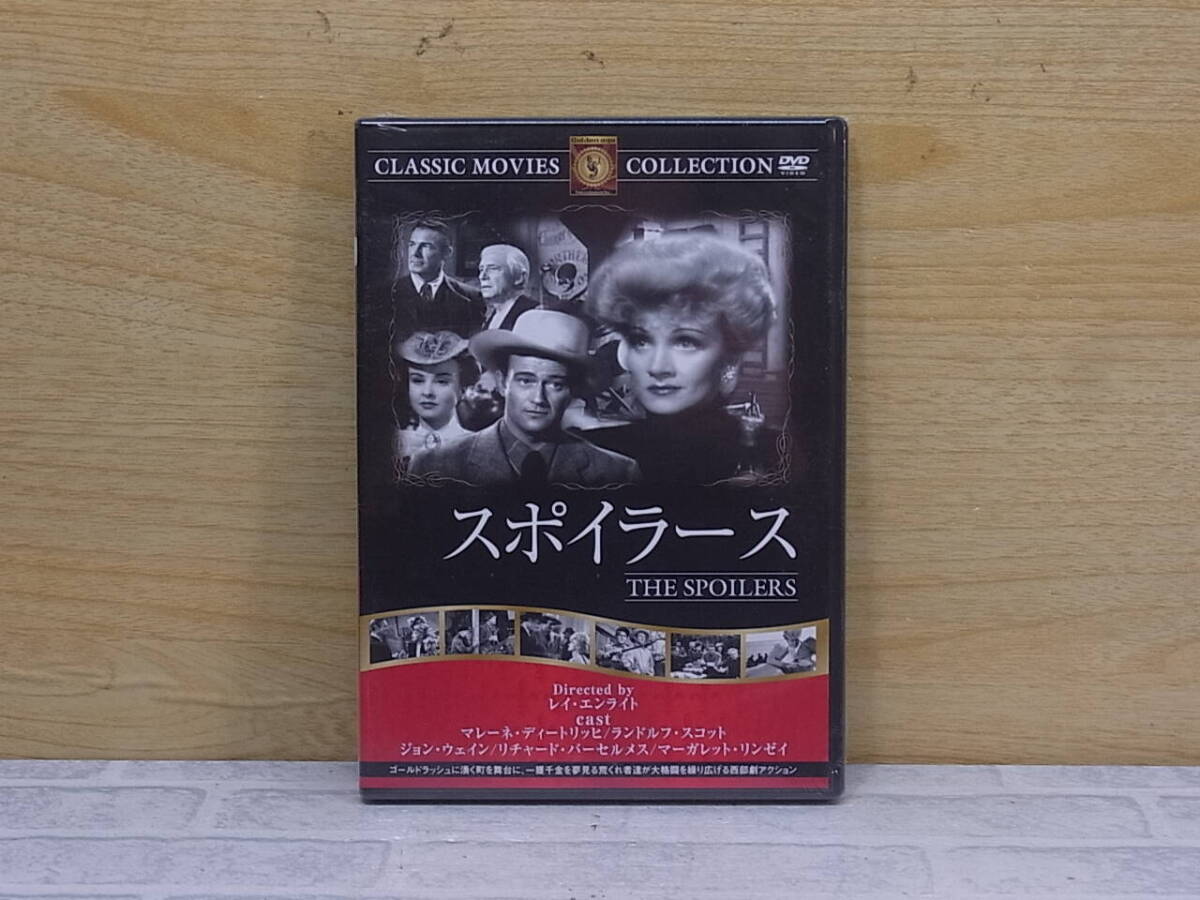 CLASSIC MOVIES COLLECTION DVD
VIDEO
スポイラース
THE SPOILERS
Directed by
レイ・エンライト
cast
マレーネ・ディートリッヒ/ランドルフ・スコット
ジョン・ウェイン/リチャード・バーセルメス/マーガレット・リンゼイ
ゴールドラッシュに湧く町を舞台に、一攫千金を夢見る荒くれ者達が大格闘を繰り広げる西部劇アクション